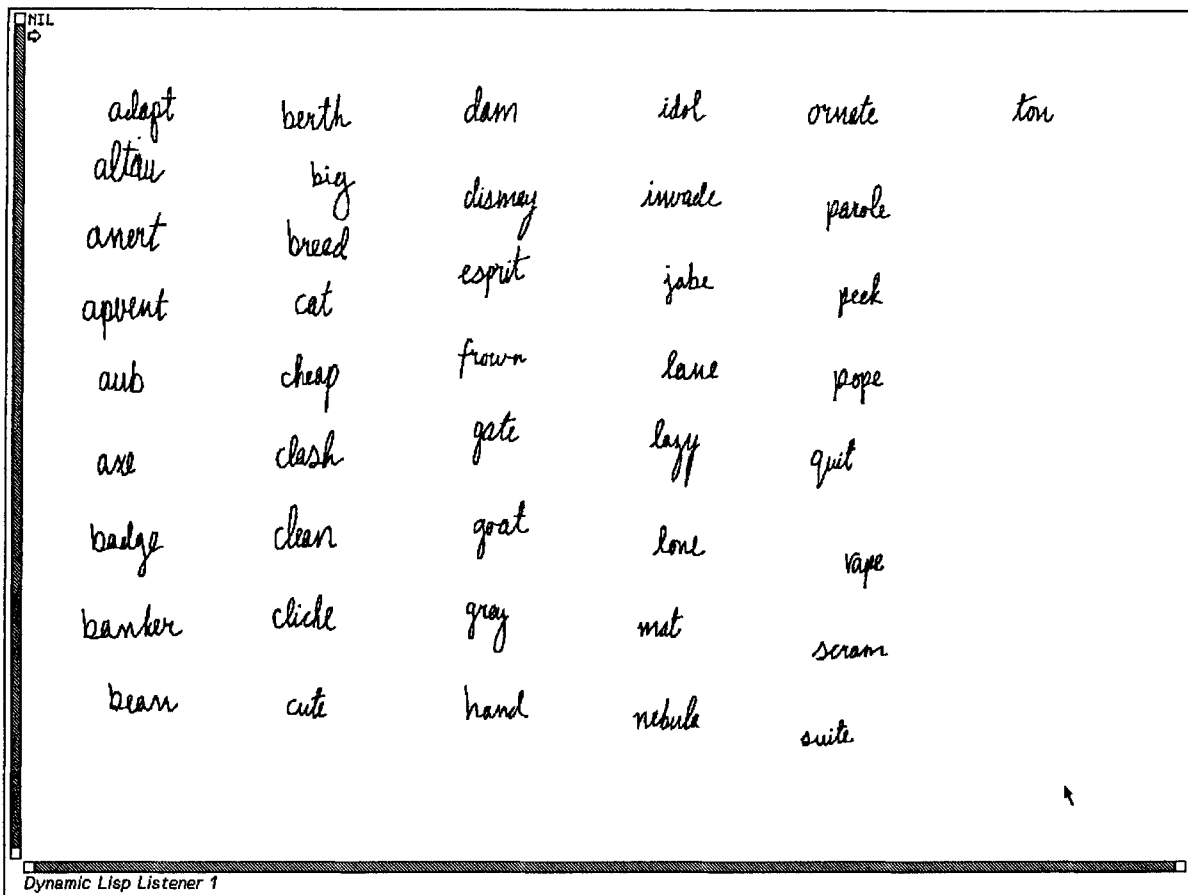 NIL
adapt berth dam idol ornate ton
altau big dismay invade parole
anert breed esprit jabe peek
apvent cat frown lane pope
aub cheap gate lazy quit
axe clash goat lone vape
badge clean gray mat scram
banker cliche hand nebula suite
bean cute
Dynamic Lisp Listener 1